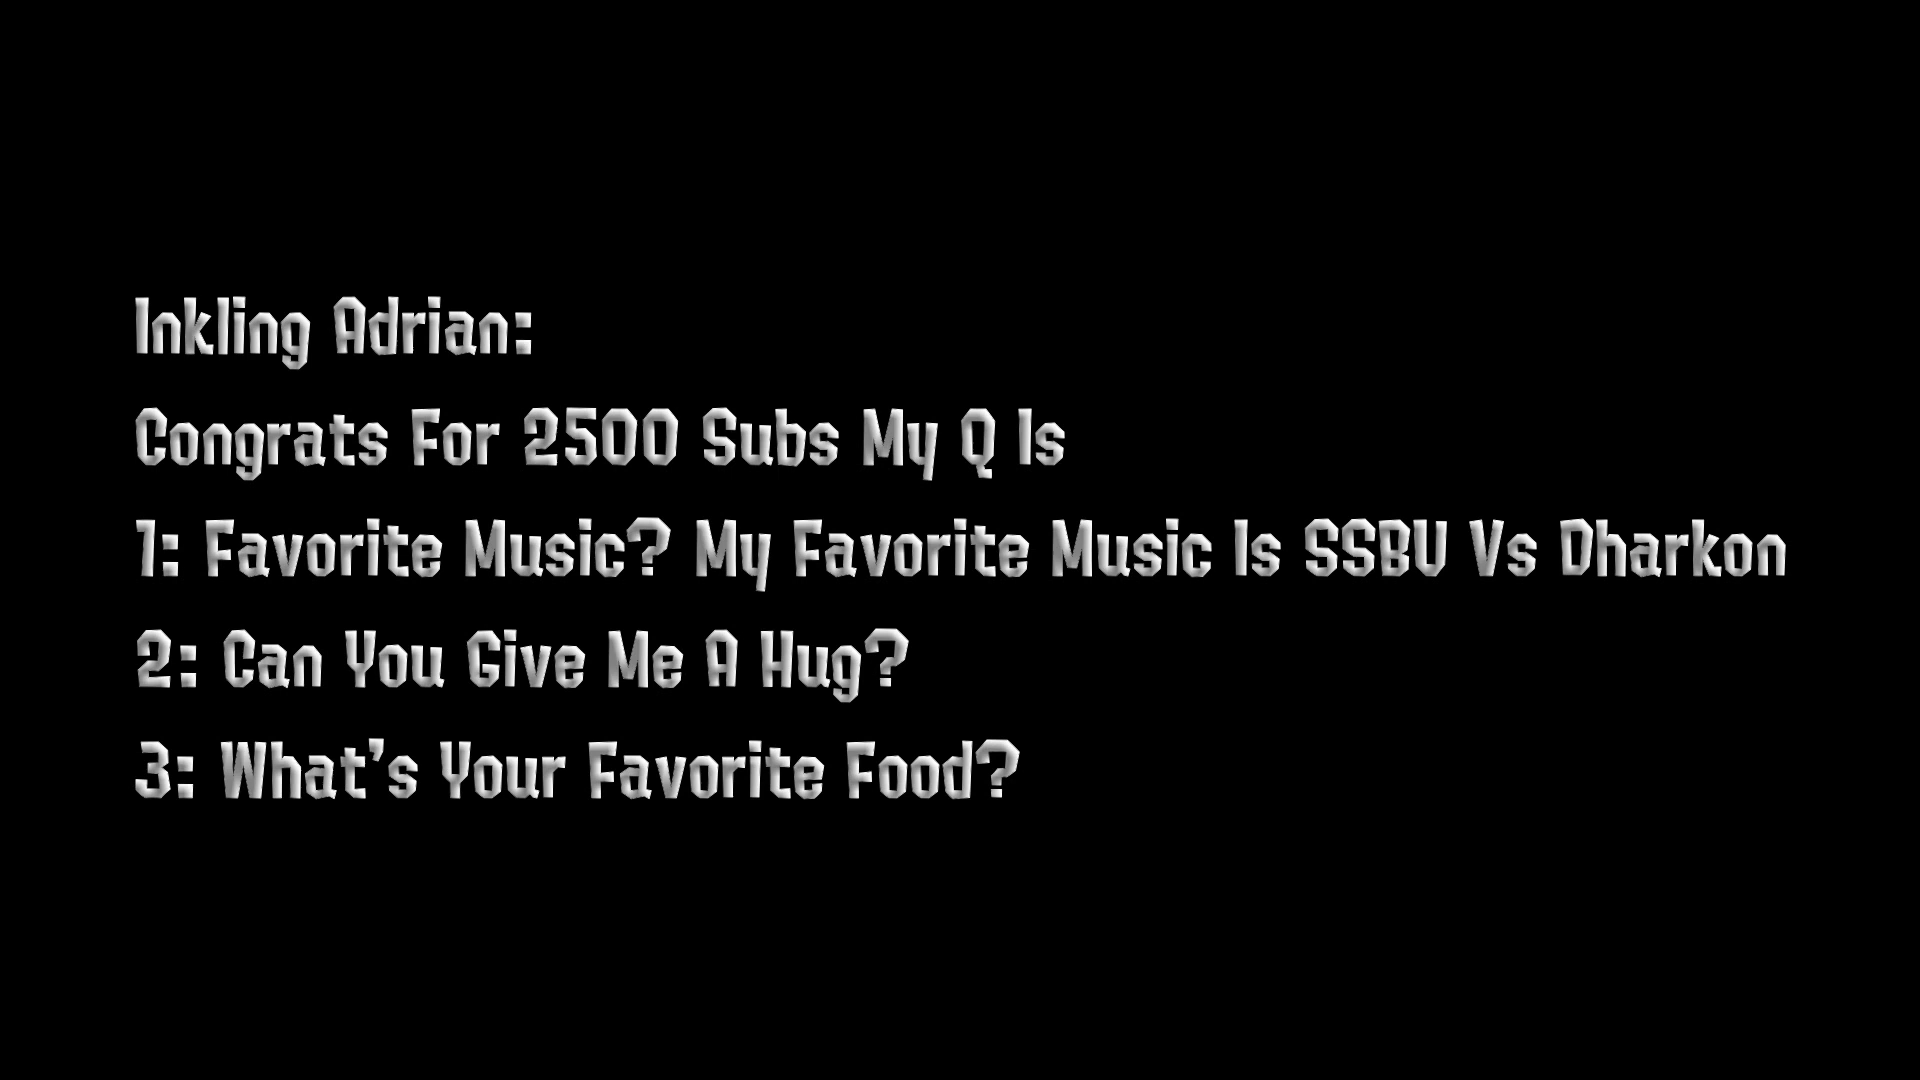 Inkling Adrian:
Congrats For 2500 Subs My Q Is
1: Favorite Music? My Favorite Music Is SSBU Vs Dharkon
2: Can You Give Me A Hug?
3: What's Your Favorite Food?